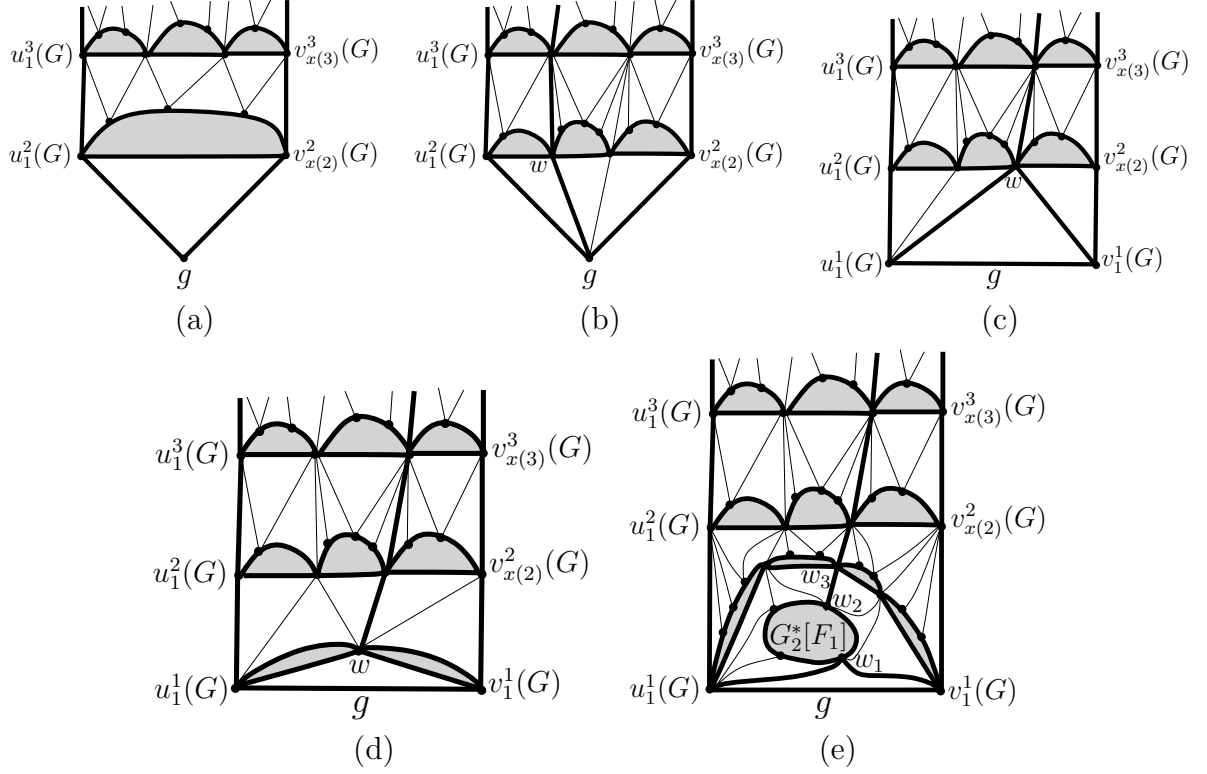 u_1^3(G) v_{x(3)}^3(G) u_1^3(G) v_{x(3)}^3(G) u_1^3(G) v_{x(3)}^3(G)
u_1^2(G) v_{x(2)}^2(G) u_1^2(G) w v_{x(2)}^2(G) u_1^2(G) w v_{x(2)}^2(G)
u_1^1(G) v_1^1(G)
g g g
(a) (b) (c)
u_1^3(G) v_{x(3)}^3(G) u_1^3(G) v_{x(3)}^3(G)
u_1^2(G) v_{x(2)}^2(G) u_1^2(G) v_{x(2)}^2(G)
w_3
w_2
G_2^*[F_1]
w w_1
u_1^1(G) v_1^1(G) u_1^1(G) v_1^1(G)
g g
(d) (e)